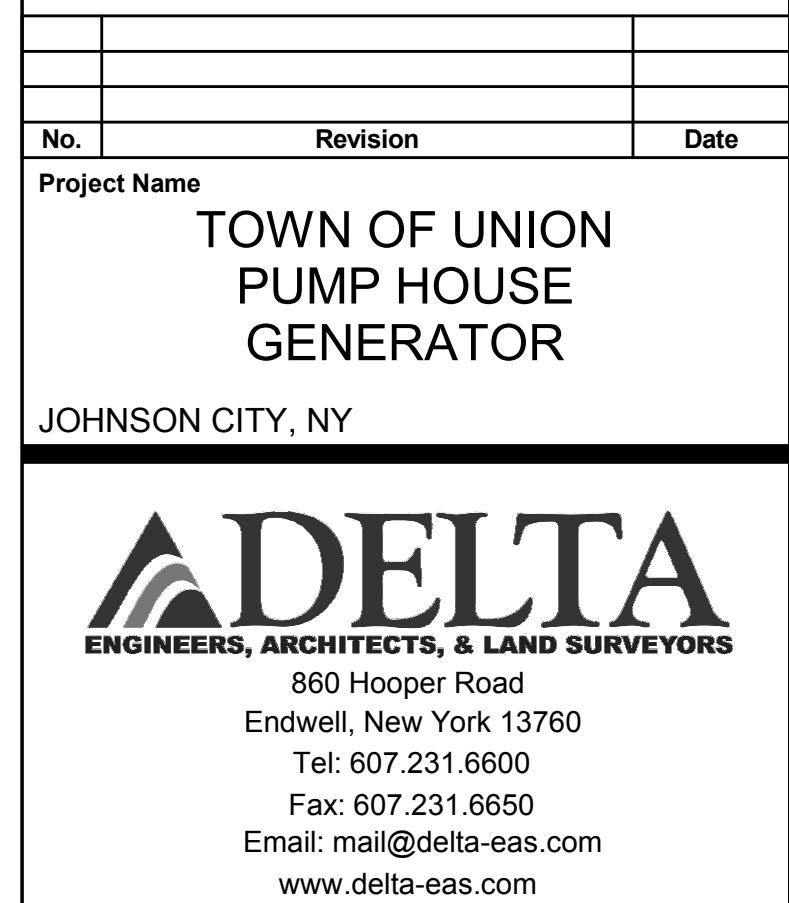 No. Revision Date
Project Name
TOWN OF UNION
PUMP HOUSE
GENERATOR
JOHNSON CITY, NY
DELTA
ENGINEERS, ARCHITECTS, & LAND SURVEYORS
860 Hooper Road
Endwell, New York 13760
Tel: 607.231.6600
Fax: 607.231.6650
Email: mail@delta-eas.com
www.delta-eas.com